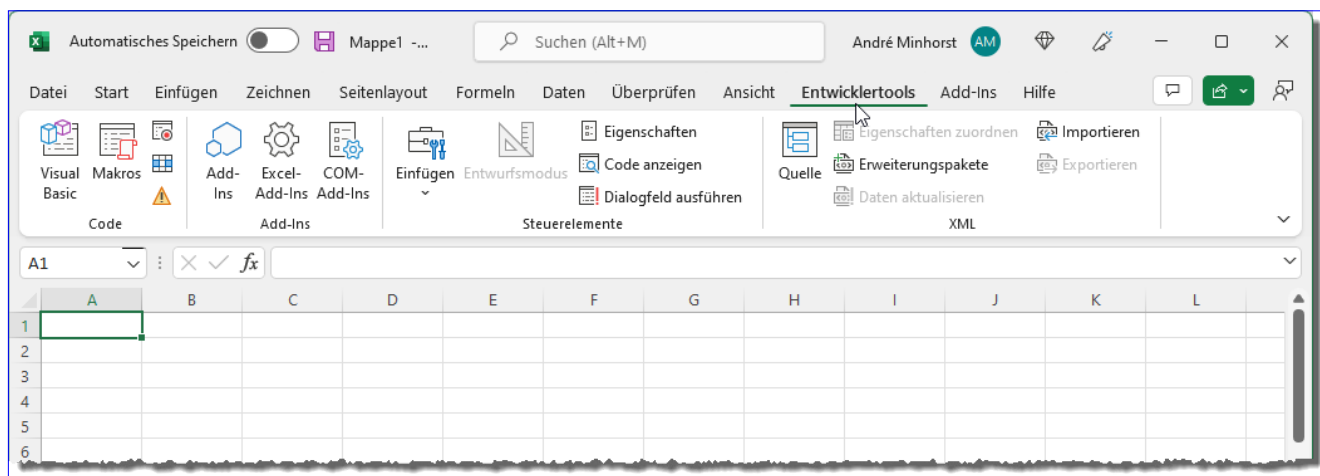 Automatisches Speichern Mappe1 -... Suchen (Alt+M) André Minhorst AM
Datei Start Einfügen Zeichnen Seitenlayout Formeln Daten Überprüfen Ansicht Entwicklertools Add-Ins Hilfe
Visual Basic
Makros
Add-Ins
Excel-Add-Ins
COM-Add-Ins
Einfügen
Entwurfsmodus
Eigenschaften
Code anzeigen
Dialogfeld ausführen
Quelle
Eigenschaften zuordnen
Erweiterungspakete
Daten aktualisieren
Importieren
Exportieren
Code Add-Ins Steuerelemente XML
A1 fx
A B C D E F G H I J K L
1
2
3
4
5
6